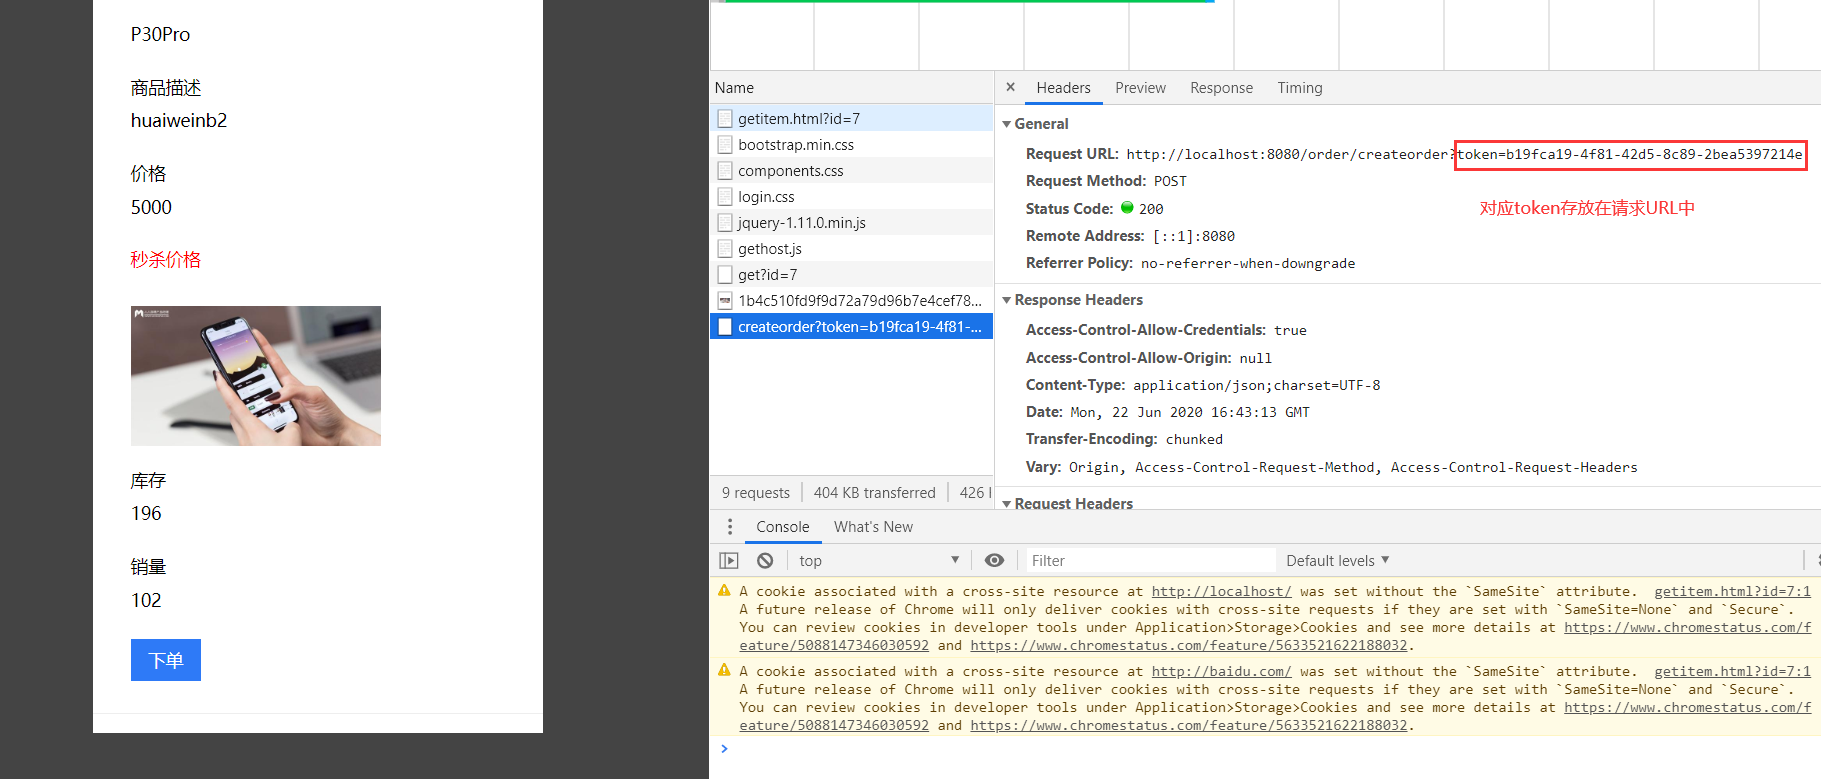 P30Pro
商品描述
huaiweinb2
价格
5000
秒杀价格
库存
196
销量
102
下单
Name
getitem.html?id=7
bootstrap.min.css
components.css
login.css
jquery-1.11.0.min.js
gethost.js
get?id=7
1b4c510fd9f9d72a79d96b7e4cef78...
createorder?token=b19fca19-4f81-...
9 requests
404 KB transferred
426
× Headers Preview Response Timing
General
Request URL: http://localhost:8080/order/createorder?token=b19fca19-4f81-42d5-8c89-2bea5397214e
Request Method: POST
对应token存放在请求URL中
Status Code: 200
Remote Address: [::1]:8080
Referrer Policy: no-referrer-when-downgrade
Response Headers
Access-Control-Allow-Credentials: true
Access-Control-Allow-Origin: null
Content-Type: application/json;charset=UTF-8
Date: Mon, 22 Jun 2020 16:43:13 GMT
Transfer-Encoding: chunked
Vary: Origin, Access-Control-Request-Method, Access-Control-Request-Headers
Request Headers
Console What's New
top Filter Default levels
A cookie associated with a cross-site resource at http://localhost/ was set without the `SameSite` attribute. getitem.html?id=7:1
A future release of Chrome will only deliver cookies with cross-site requests if they are set with `SameSite=None` and `Secure`.
You can review cookies in developer tools under Application>Storage>Cookies and see more details at https://www.chromestatus.com/f
eature/5088147346030592 and https://www.chromestatus.com/feature/5633521622188032.
A cookie associated with a cross-site resource at http://baidu.com/ was set without the `SameSite` attribute. getitem.html?id=7:1
A future release of Chrome will only deliver cookies with cross-site requests if they are set with `SameSite=None` and `Secure`.
You can review cookies in developer tools under Application>Storage>Cookies and see more details at https://www.chromestatus.com/f
eature/5088147346030592 and https://www.chromestatus.com/feature/5633521622188032.